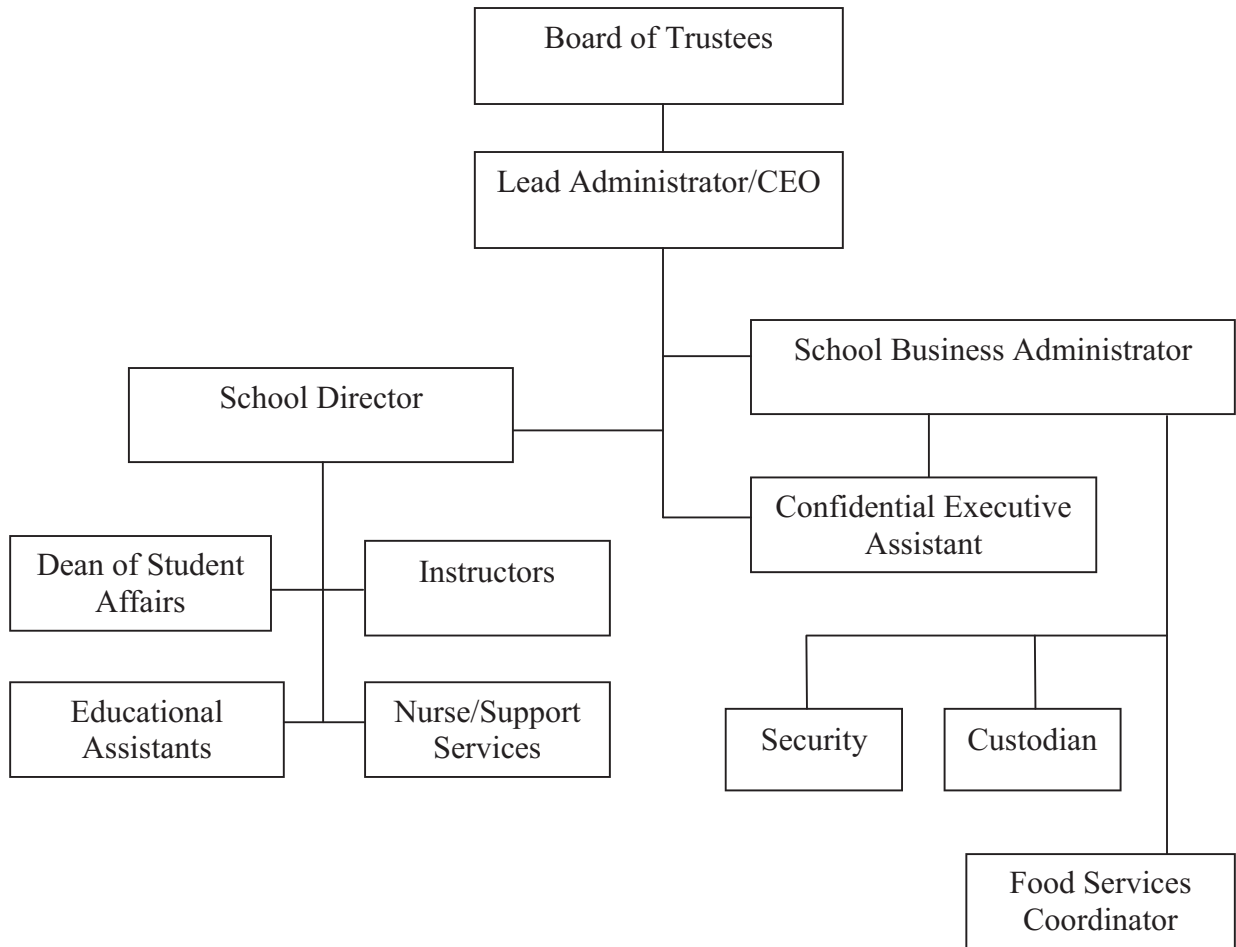 Board of Trustees
Lead Administrator/CEO
School Business Administrator
School Director
Confidential Executive
Assistant
Dean of Student
Affairs
Instructors
Educational
Assistants
Nurse/Support
Services
Security
Custodian
Food Services
Coordinator